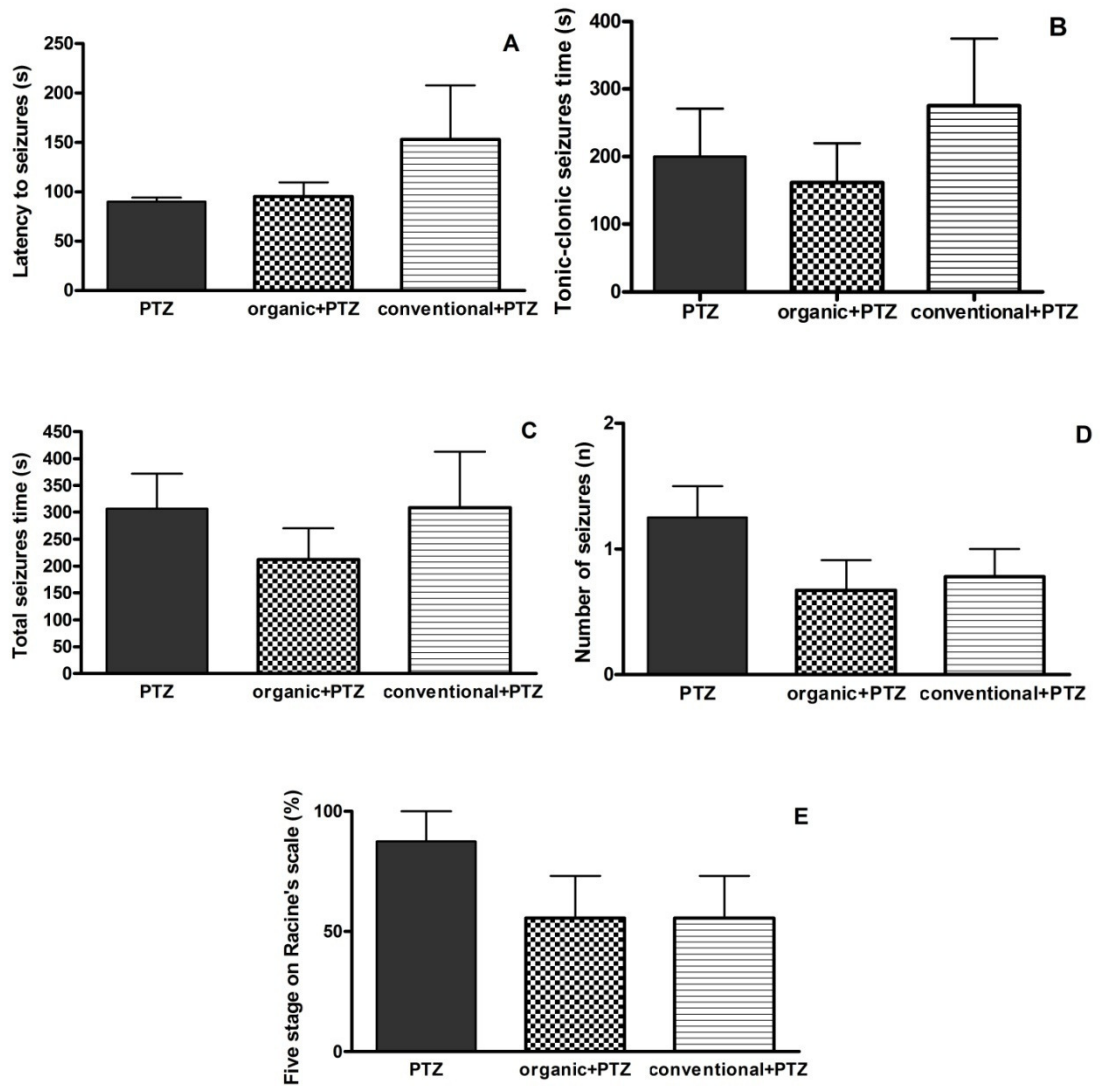 A
Latency to seizures (s)
250
200
150
100
50
0
PTZ organic+PTZ conventional+PTZ
B
Tonic-clonic seizures time (s)
400
300
200
100
0
PTZ organic+PTZ conventional+PTZ
C
Total seizures time (s)
450
400
350
300
250
200
150
100
50
0
PTZ organic+PTZ conventional+PTZ
D
Number of seizures (n)
2
1
0
PTZ organic+PTZ conventional+PTZ
E
Five stage on Racine's scale (%)
100
50
0
PTZ organic+PTZ conventional+PTZ